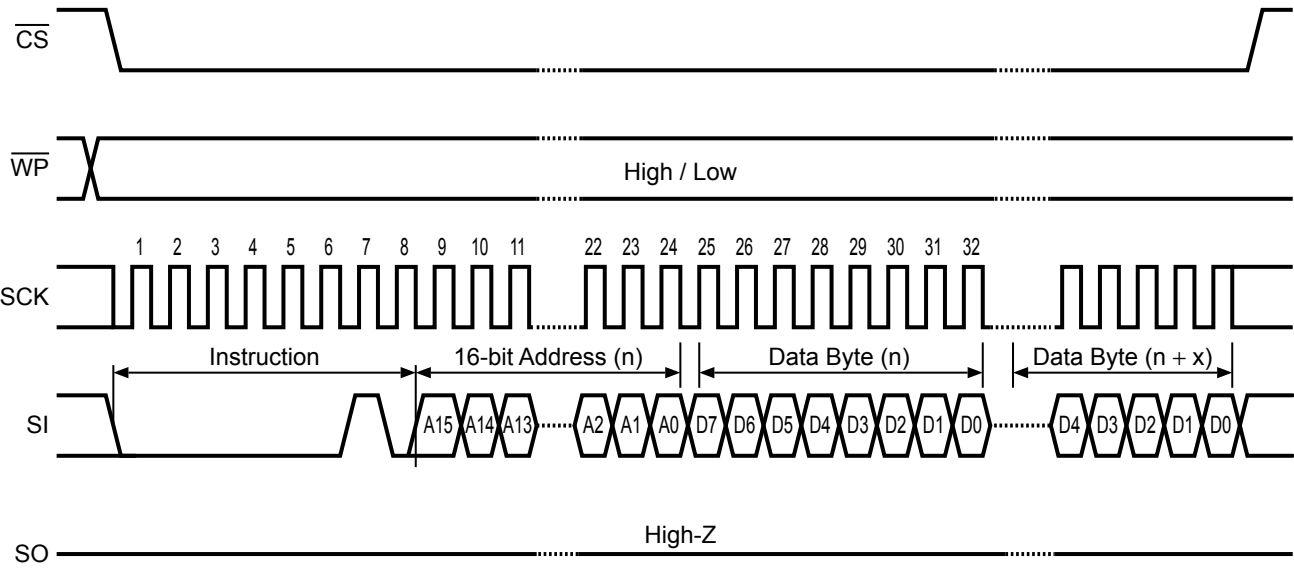 CS
WP
High / Low
1 2 3 4 5 6 7 8 9 10 11 22 23 24 25 26 27 28 29 30 31 32
SCK
Instruction 16-bit Address (n) Data Byte (n) Data Byte (n + x)
SI A15 A14 A13 A2 A1 A0 D7 D6 D5 D4 D3 D2 D1 D0 D4 D3 D2 D1 D0
High-Z
SO